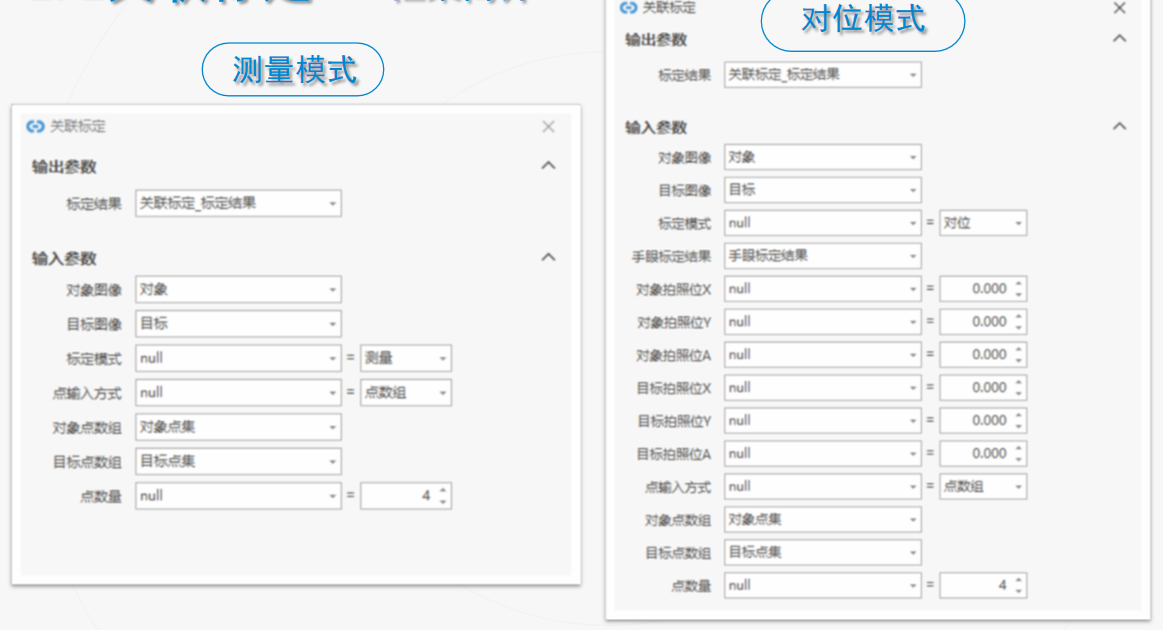 测量模式
关联标定
输出参数
标定结果 关联标定_标定结果
输入参数
对象图像 对象
目标图像 目标
标定模式 null = 测量
点输入方式 null = 点数组
对象点数组 对象点集
目标点数组 目标点集
点数量 null = 4
对位模式
关联标定
输出参数
标定结果 关联标定_标定结果
输入参数
对象图像 对象
目标图像 目标
标定模式 null = 对位
手眼标定结果 手眼标定结果
对象拍照位X null = 0.000
对象拍照位Y null = 0.000
对象拍照位A null = 0.000
目标拍照位X null = 0.000
目标拍照位Y null = 0.000
目标拍照位A null = 0.000
点输入方式 null = 点数组
对象点数组 对象点集
目标点数组 目标点集
点数量 null = 4